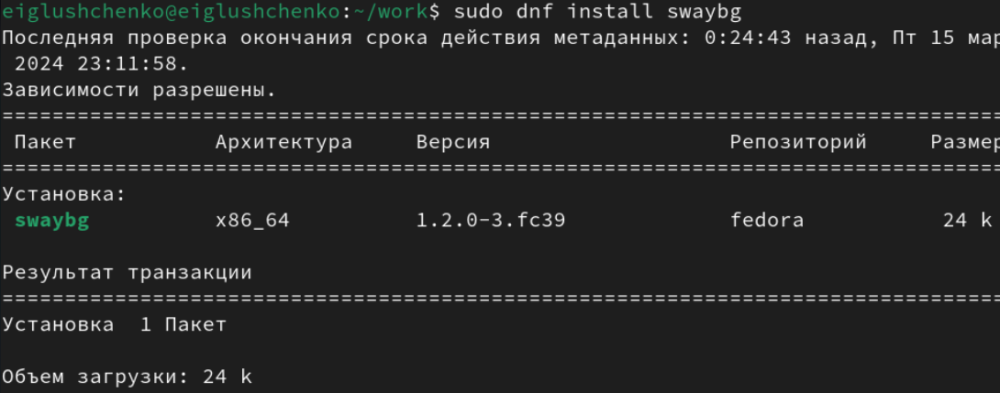 eiglushchenko@eiglushchenko:~/work$ sudo dnf install swaybg
Последняя проверка окончания срока действия метаданных: 0:24:43 назад, Пт 15 мар
2024 23:11:58.
Зависимости разрешены.
================================================================================
Пакет Архитектура Версия Репозиторий Размер
================================================================================
Установка:
swaybg x86_64 1.2.0-3.fc39 fedora 24 k
Результат транзакции
================================================================================
Установка 1 Пакет
Объем загрузки: 24 k